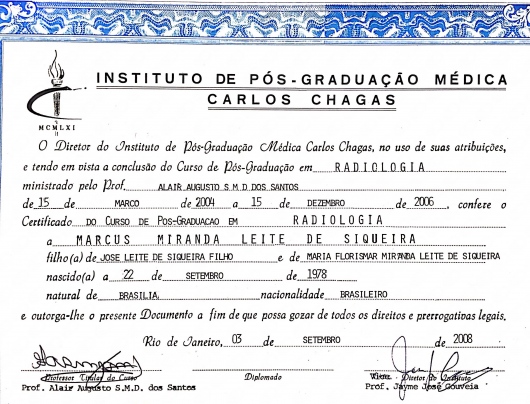 MCMLXI
INSTITUTO DE PÓS-GRADUAÇÃO MÉDICA
CARLOS CHAGAS
O Diretor do Instituto de Pós-Graduação Médica Carlos Chagas, no uso de suas atribuições,
e tendo em vista a conclusão do Curso de Pós-Graduação em RADIOLOGIA
ministrado pelo Prof. ALAIR AUGUSTO S M D DOS SANTOS
de 15 de MARCO de 2004 a 15 de DEZEMBRO de 2006, confere o
Certificado DO CURSO DE POS-GRADUACAO EM RADIOLOGIA
a MARCUS MIRANDA LEITE DE SIQUEIRA
filho(a) de JOSE LEITE DE SIQUEIRA FILHO e de MARIA FLORISMAR MIRANDA LEITE DE SIQUEIRA
nascido(a) a 22 de SETEMBRO de 1978
natural de BRASILIA, nacionalidade BRASILEIRO
e outorga-lhe o presente Documento a fim de que possa gozar de todos os direitos e prerrogativas legais.
Rio de Janeiro, 03 de SETEMBRO de 2008
Professor Titular do Curso Diplomado Diretor do Instituto
Prof. Alair Augusto S.M.D. dos Santos Prof. Jayme José Gouveia